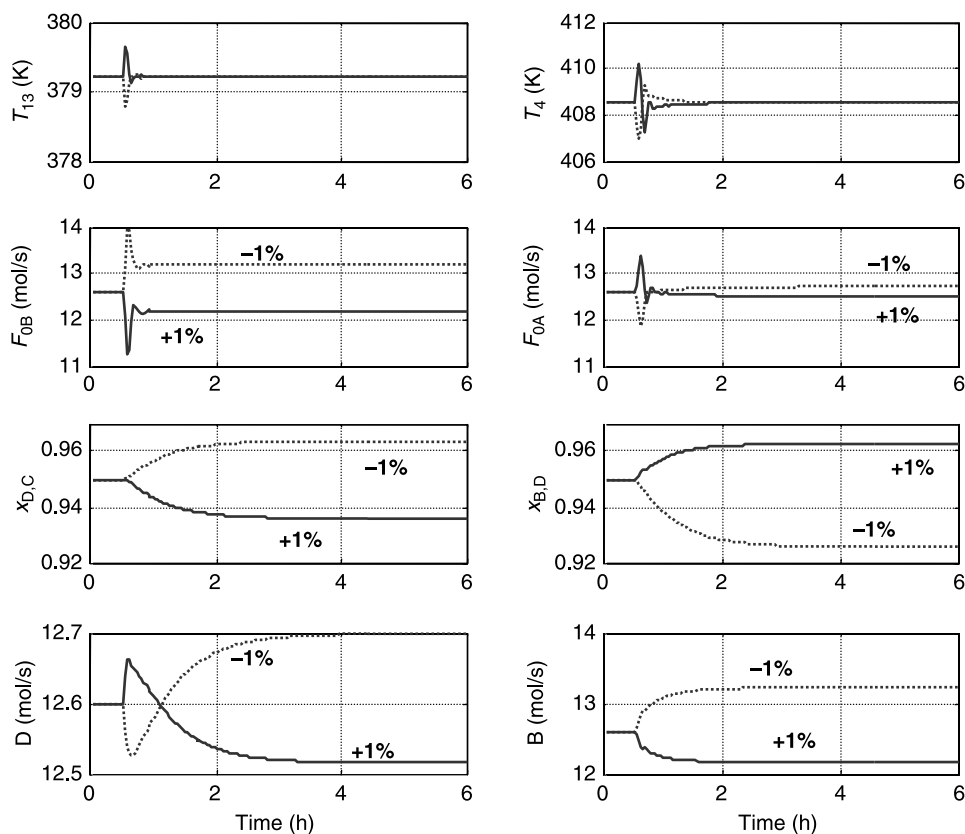 380
379
378
T13 (K)
0 2 4 6
412
410
408
406
T4 (K)
0 2 4 6
14
13
12
11
F0B (mol/s)
−1%
+1%
0 2 4 6
14
13
12
11
F0A (mol/s)
−1%
+1%
0 2 4 6
0.96
0.94
0.92
xD,C
−1%
+1%
0 2 4 6
0.96
0.94
0.92
xB,D
+1%
−1%
0 2 4 6
12.7
12.6
12.5
D (mol/s)
−1%
+1%
0 2 4 6
Time (h)
14
13
12
B (mol/s)
−1%
+1%
0 2 4 6
Time (h)